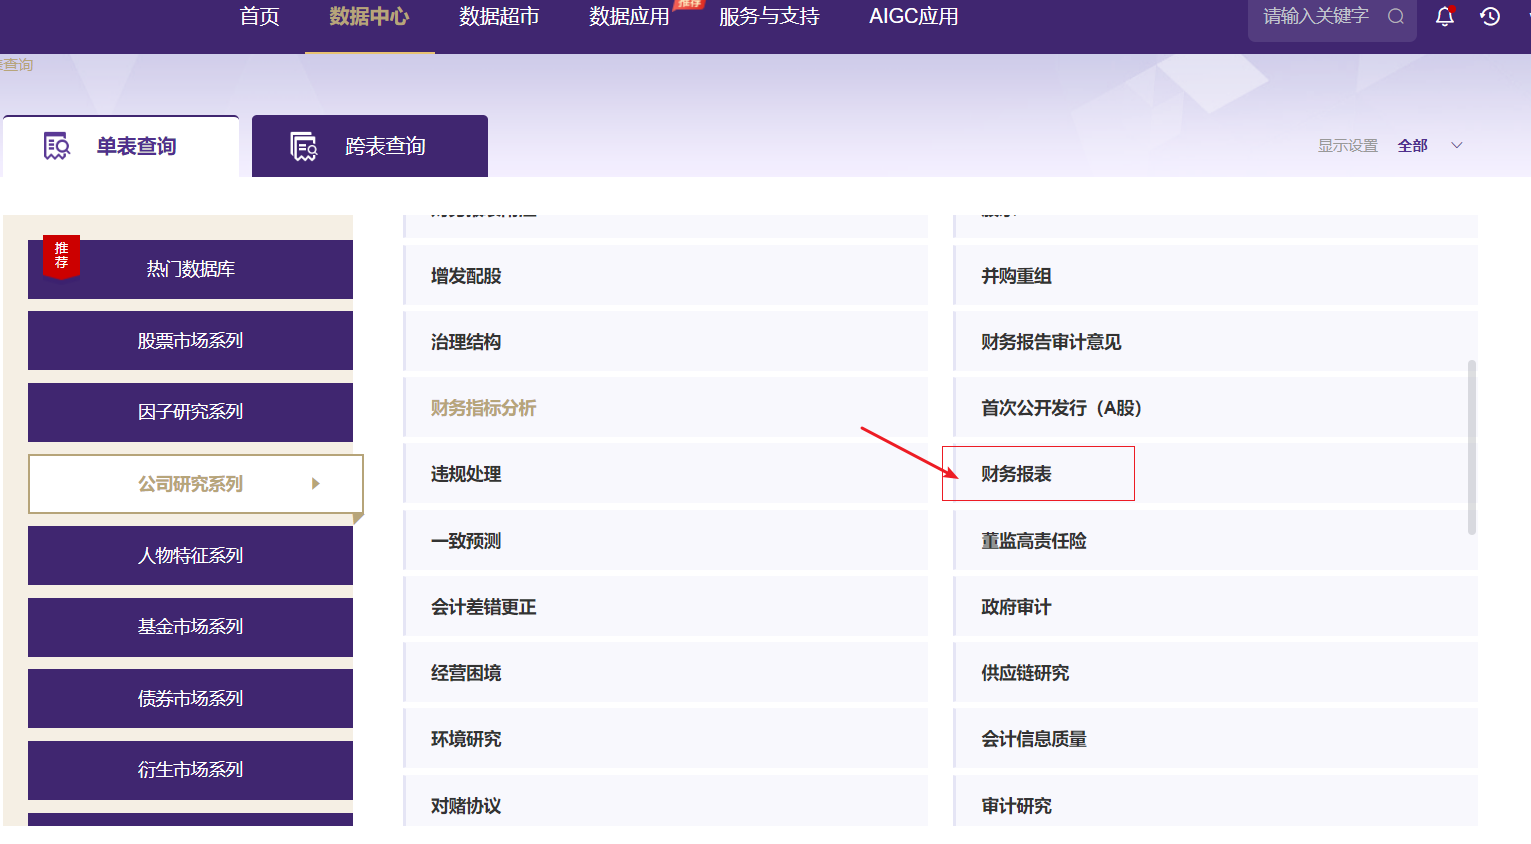 首页
数据中心
数据超市
数据应用
推荐
服务与支持
AIGC应用
请输入关键字
查询
单表查询
跨表查询
显示设置
全部
推荐
热门数据库
股票市场系列
因子研究系列
公司研究系列
人物特征系列
基金市场系列
债券市场系列
衍生市场系列
增发配股
并购重组
治理结构
财务报告审计意见
财务指标分析
首次公开发行（A股）
违规处理
财务报表
一致预测
董监高责任险
会计差错更正
政府审计
经营困境
供应链研究
环境研究
会计信息质量
对赌协议
审计研究